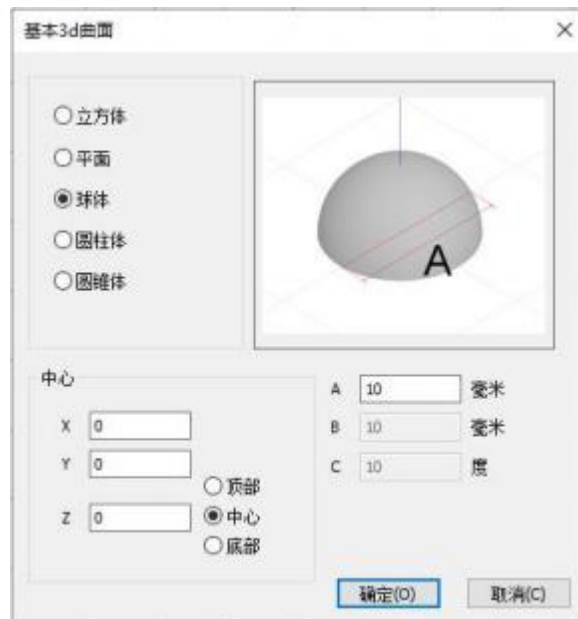 基本3d曲面
立方体
平面
球体
圆柱体
圆锥体
A
中心
X 0
Y 0
Z 0
顶部
中心
底部
A 10 毫米
B 10 毫米
C 10 度
确定(O) 取消(C)